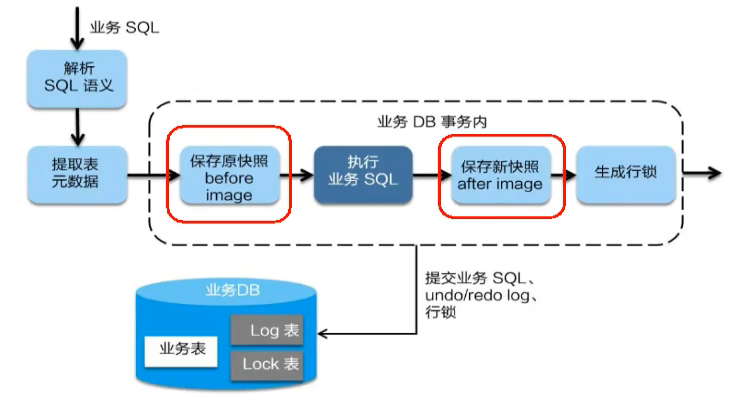 业务 SQL
解析
SQL 语义
业务 DB 事务内
提取表
元数据
保存原快照
before
image
执行
业务 SQL
保存新快照
after image
生成行锁
提交业务 SQL、
undo/redo log、
行锁
业务DB
Log 表
业务表
Lock 表